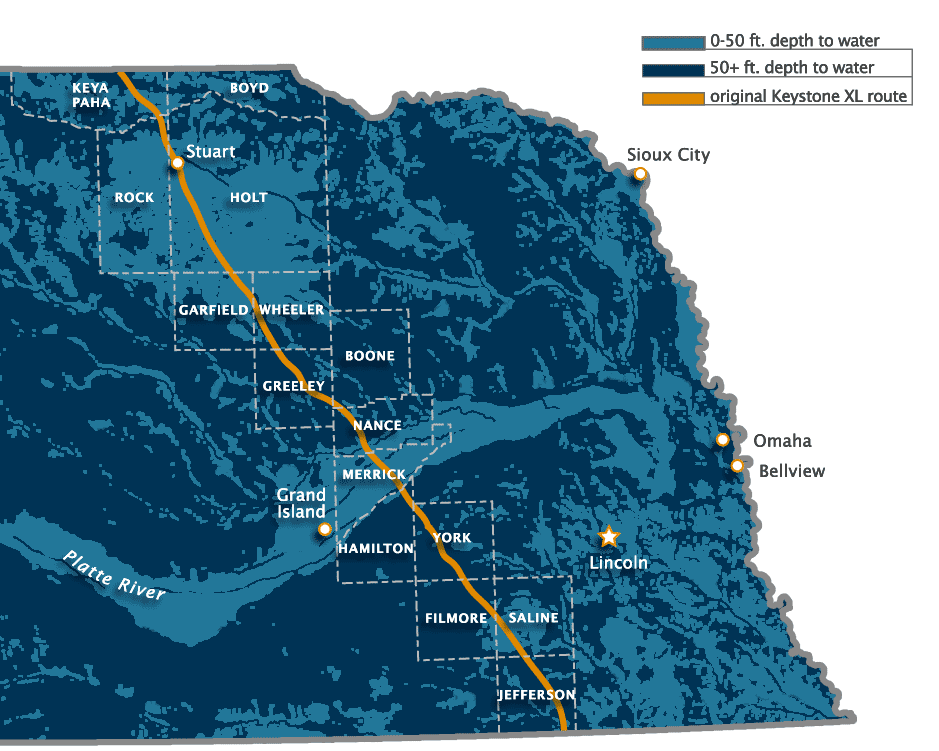 0-50 ft. depth to water
50+ ft. depth to water
original Keystone XL route
KEYA
PAHA
BOYD
Stuart
Sioux City
ROCK
HOLT
GARFIELD
WHEELER
BOONE
GREELEY
NANCE
Omaha
Bellview
MERRICK
Grand
Island
YORK
HAMILTON
Lincoln
Platte River
FILMORE
SALINE
JEFFERSON